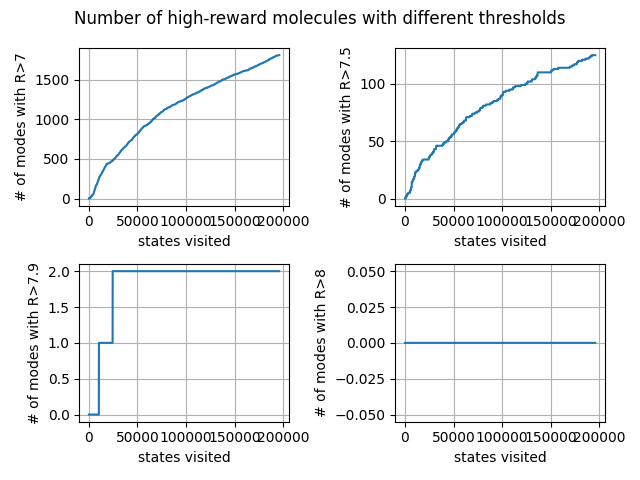 Number of high-reward molecules with different thresholds
# of modes with R>7
1500
1000
500
0
0 50000 100000 150000 200000
states visited
# of modes with R>7.5
100
50
0
0 50000 100000 150000 200000
states visited
# of modes with R>7.9
2.0
1.5
1.0
0.5
0.0
0 50000 100000 150000 200000
states visited
# of modes with R>8
0.050
0.025
0.000
−0.025
−0.050
0 50000 100000 150000 200000
states visited